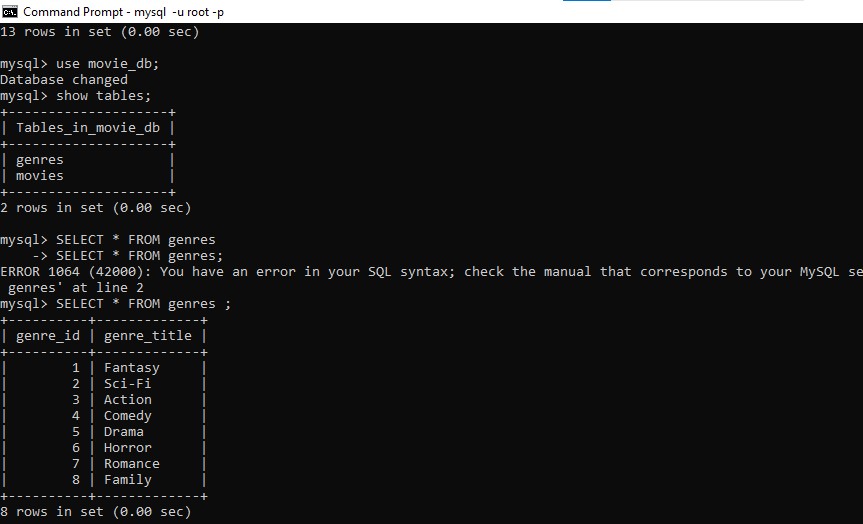 Command Prompt - mysql  -u root -p
13 rows in set (0.00 sec)

mysql> use movie_db;
Database changed
mysql> show tables;
+--------------------+
| Tables_in_movie_db |
+--------------------+
| genres             |
| movies             |
+--------------------+
2 rows in set (0.00 sec)

mysql> SELECT * FROM genres
    -> SELECT * FROM genres;
ERROR 1064 (42000): You have an error in your SQL syntax; check the manual that corresponds to your MySQL se
 genres' at line 2
mysql> SELECT * FROM genres ;
+----------+-------------+
| genre_id | genre_title |
+----------+-------------+
|        1 | Fantasy     |
|        2 | Sci-Fi      |
|        3 | Action      |
|        4 | Comedy      |
|        5 | Drama       |
|        6 | Horror      |
|        7 | Romance     |
|        8 | Family      |
+----------+-------------+
8 rows in set (0.00 sec)